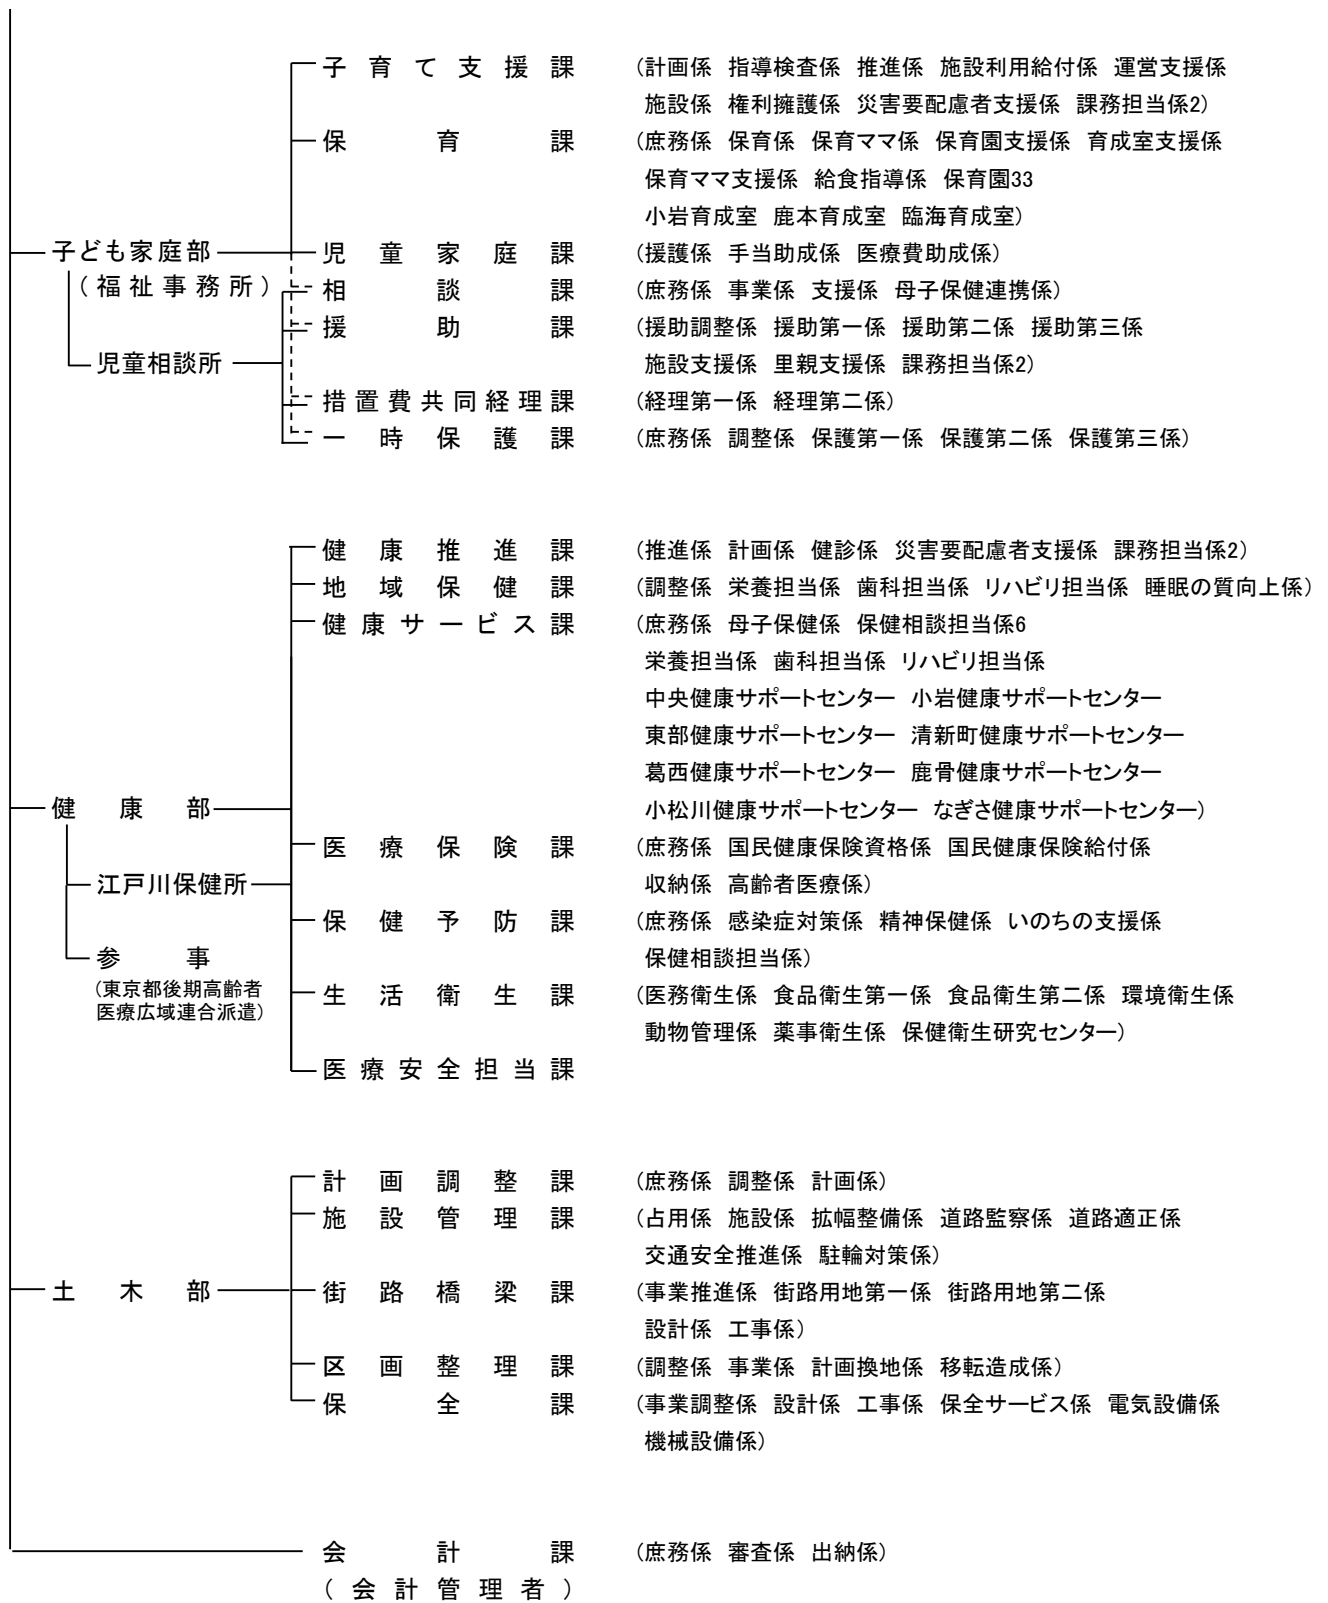 子育て支援課 （計画係 指導検査係 推進係 施設利用給付係 運営支援係
施設係 権利擁護係 災害要配慮者支援係 課務担当係2）
保育課 （庶務係 保育係 保育ママ係 保育園支援係 育成室支援係
保育ママ支援係 給食指導係 保育園33
小岩育成室 鹿本育成室 臨海育成室）
子ども家庭部 児童家庭課 （援護係 手当助成係 医療費助成係）
（福祉事務所） 相談課 （庶務係 事業係 支援係 母子保健連携係）
援助課 （援助調整係 援助第一係 援助第二係 援助第三係
児童相談所 施設支援係 里親支援係 課務担当係2）
措置費共同経理課 （経理第一係 経理第二係）
一時保護課 （庶務係 調整係 保護第一係 保護第二係 保護第三係）
健康推進課 （推進係 計画係 健診係 災害要配慮者支援係 課務担当係2）
地域保健課 （調整係 栄養担当係 歯科担当係 リハビリ担当係 睡眠の質向上係）
健康サービス課 （庶務係 母子保健係 保健相談担当係6
栄養担当係 歯科担当係 リハビリ担当係
中央健康サポートセンター 小岩健康サポートセンター
東部健康サポートセンター 清新町健康サポートセンター
葛西健康サポートセンター 鹿骨健康サポートセンター
健康部 小松川健康サポートセンター なぎさ健康サポートセンター）
医療保険課 （庶務係 国民健康保険資格係 国民健康保険給付係
江戸川保健所 収納係 高齢者医療係）
保健予防課 （庶務係 感染症対策係 精神保健係 いのちの支援係
参事 保健相談担当係）
（東京都後期高齢者 生活衛生課 （医務衛生係 食品衛生第一係 食品衛生第二係 環境衛生係
医療広域連合派遣） 動物管理係 薬事衛生係 保健衛生研究センター）
医療安全担当課
計画調整課 （庶務係 調整係 計画係）
施設管理課 （占用係 施設係 拡幅整備係 道路監察係 道路適正係
交通安全推進係 駐輪対策係）
土木部 街路橋梁課 （事業推進係 街路用地第一係 街路用地第二係
設計係 工事係）
区画整理課 （調整係 事業係 計画換地係 移転造成係）
保全課 （事業調整係 設計係 工事係 保全サービス係 電気設備係
機械設備係）
会計課 （庶務係 審査係 出納係）
（会計管理者）